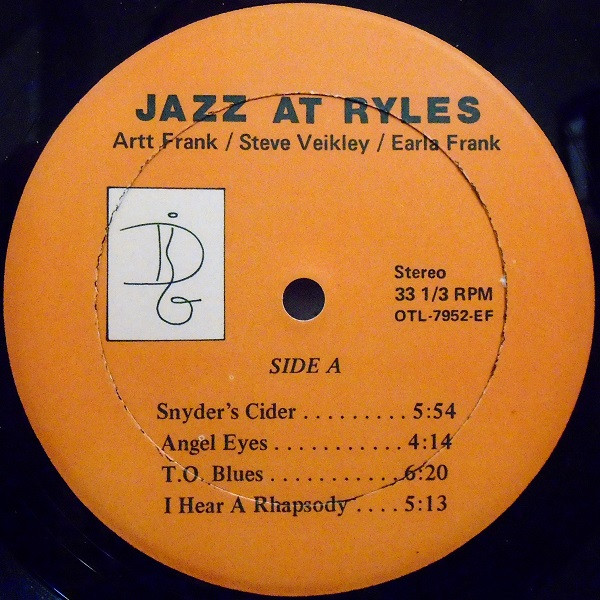 JAZZ AT RYLES
Artt Frank / Steve Veikley / Earla Frank
Stereo
33 1/3 RPM
OTL-7952-EF
SIDE A
Snyder's Cider ......... 5:54
Angel Eyes ........... 4:14
T.O. Blues ........... 6:20
I Hear A Rhapsody .... 5:13